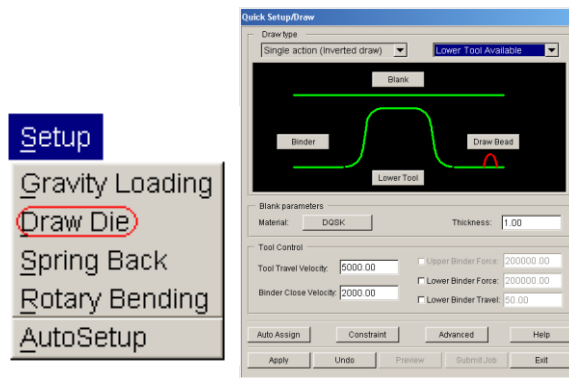 Setup
Gravity Loading
Draw Die
Spring Back
Rotary Bending
AutoSetup
Quick Setup/Draw
Draw type
Single action (Inverted draw) Lower Tool Available
Blank
Binder Draw Bead
Lower Tool
Blank parameters
Material: DQSK Thickness: 1.00
Tool Control
Tool Travel Velocity: 5000.00 Upper Binder Force: 200000.00
Binder Close Velocity: 2000.00 Lower Binder Force: 200000.00
Lower Binder Travel: 50.00
Auto Assign Constraint Advanced Help
Apply Undo Preview Submit Job Exit